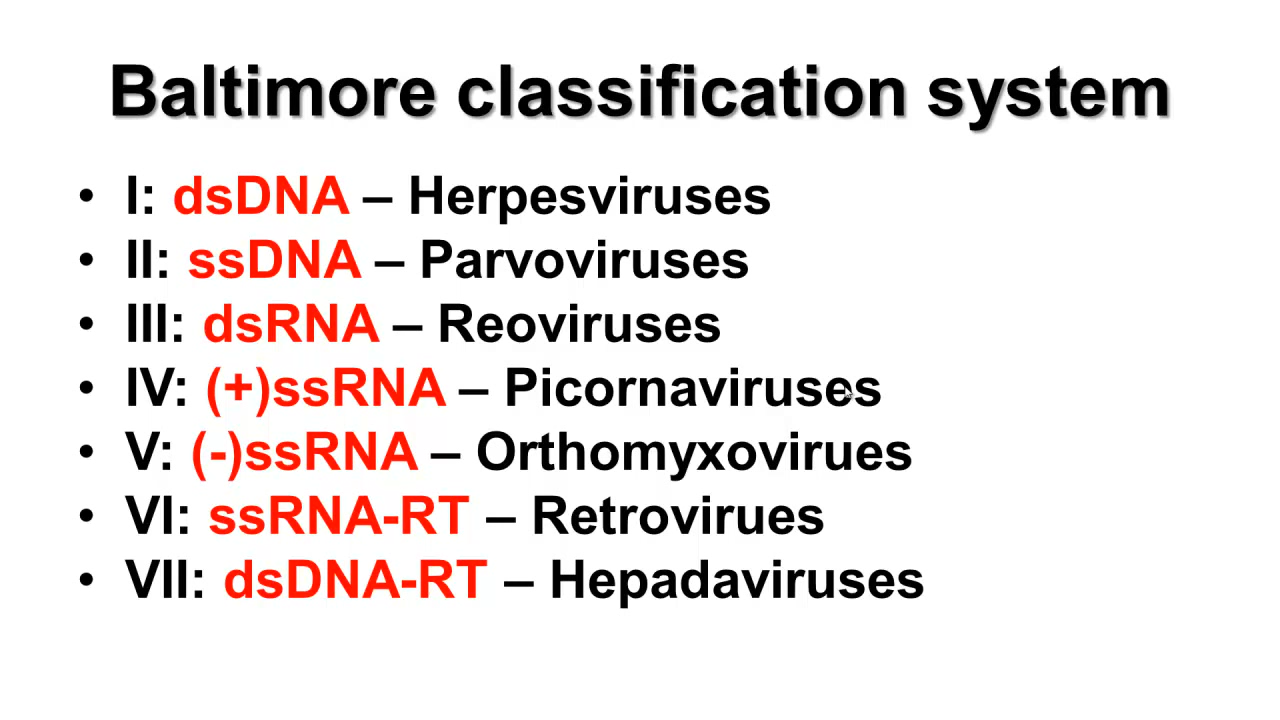 Baltimore classification system
• I: dsDNA – Herpesviruses
• II: ssDNA – Parvoviruses
• III: dsRNA – Reoviruses
• IV: (+)ssRNA – Picornaviruses
• V: (-)ssRNA – Orthomyxovirues
• VI: ssRNA-RT – Retrovirues
• VII: dsDNA-RT – Hepadaviruses